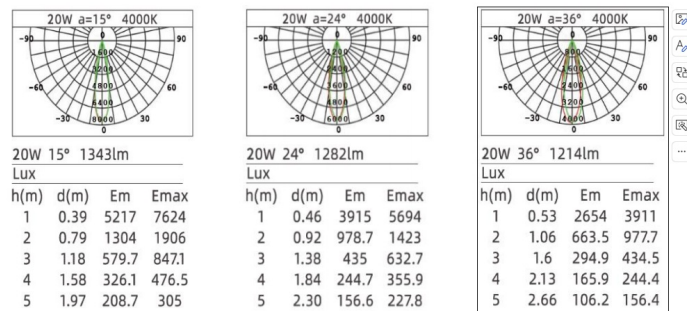 20W a=15° 4000K
0
-90 90
1600
3200
-60 4800 60
6400
-30 8000 30
0
20W 15° 1343lm
Lux
h(m) d(m) Em Emax
1 0.39 5217 7624
2 0.79 1304 1906
3 1.18 579.7 847.1
4 1.58 326.1 476.5
5 1.97 208.7 305
20W a=24° 4000K
0
-90 90
1200
2400
-60 3600 60
4800
-30 6000 30
0
20W 24° 1282lm
Lux
h(m) d(m) Em Emax
1 0.46 3915 5694
2 0.92 978.7 1423
3 1.38 435 632.7
4 1.84 244.7 355.9
5 2.30 156.6 227.8
20W a=36° 4000K
0
-90 90
800
1600
-60 2400 60
3200
-30 4000 30
0
20W 36° 1214lm
Lux
h(m) d(m) Em Emax
1 0.53 2654 3911
2 1.06 663.5 977.7
3 1.6 294.9 434.5
4 2.13 165.9 244.4
5 2.66 106.2 156.4